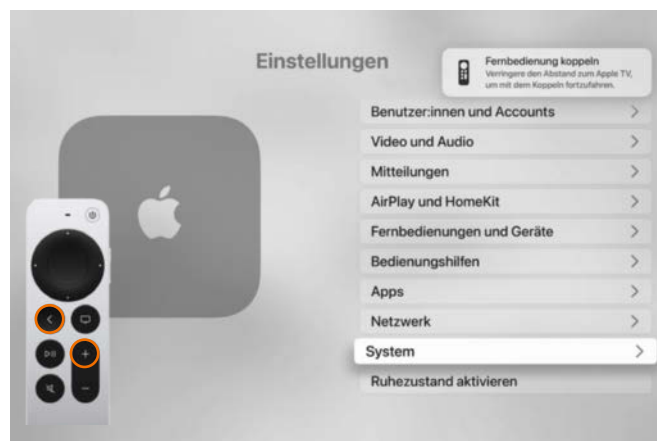 Einstellungen
Fernbedienung koppeln
Verringere den Abstand zum Apple TV,
um mit dem Koppeln fortzufahren.
Benutzer:innen und Accounts
Video und Audio
Mitteilungen
AirPlay und HomeKit
Fernbedienungen und Geräte
Bedienungshilfen
Apps
Netzwerk
System
Ruhezustand aktivieren